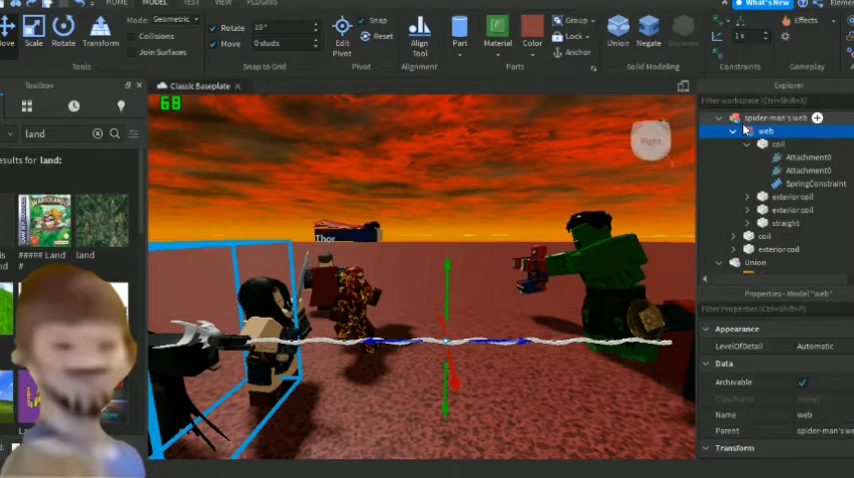 HOME MODEL TEST VIEW PLUGINS
What's New
Mode: Geometric
Collisions
Join Surfaces
Rotate 10°
Move 0 studs
Snap
Reset
Group
Lock
Anchor
Effects
1 x
Move Scale Rotate Transform
Edit Pivot
Align Tool
Part Material Color
Union Negate Separate
Tools Snap to Grid Pivot Alignment Parts Solid Modeling Constraints Gameplay
Toolbox
Classic Baseplate
Explorer
Filter workspace (Ctrl+Shift+X)
land
results for land:
##### Land #
land
68
Right
Thor
spider-man's web
web
coil
Attachment0
Attachment0
SpringConstraint
exterior coil
exterior coil
straight
coil
exterior coil
Union
Properties - Model "web"
Filter Properties (Ctrl+Shift+P)
Appearance
LevelOfDetail Automatic
Data
Archivable
Name web
Parent spider-man's we
Transform